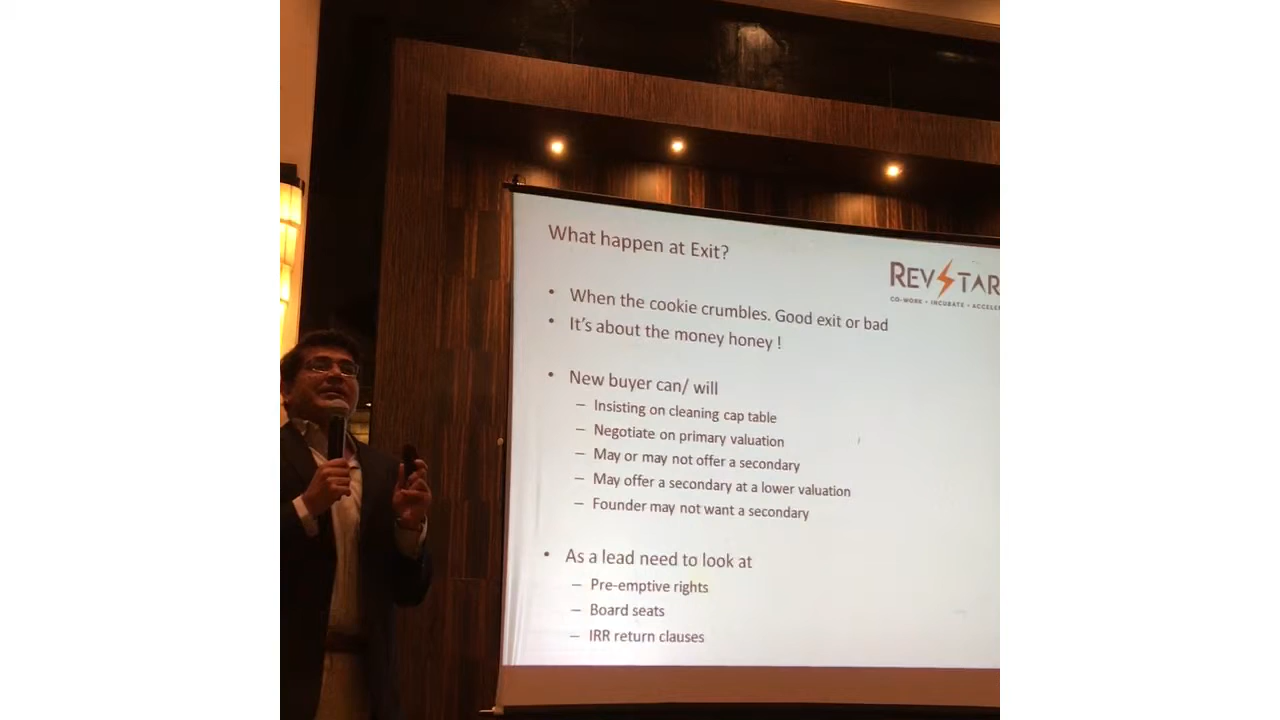 What happen at Exit?
REVSTAR
CO-WORK • INCUBATE •
• When the cookie crumbles. Good exit or bad
• It's about the money honey !
• New buyer can/ will
– Insisting on cleaning cap table
– Negotiate on primary valuation
– May or may not offer a secondary
– May offer a secondary at a lower valuation
– Founder may not want a secondary
• As a lead need to look at
– Pre-emptive rights
– Board seats
– IRR return clauses